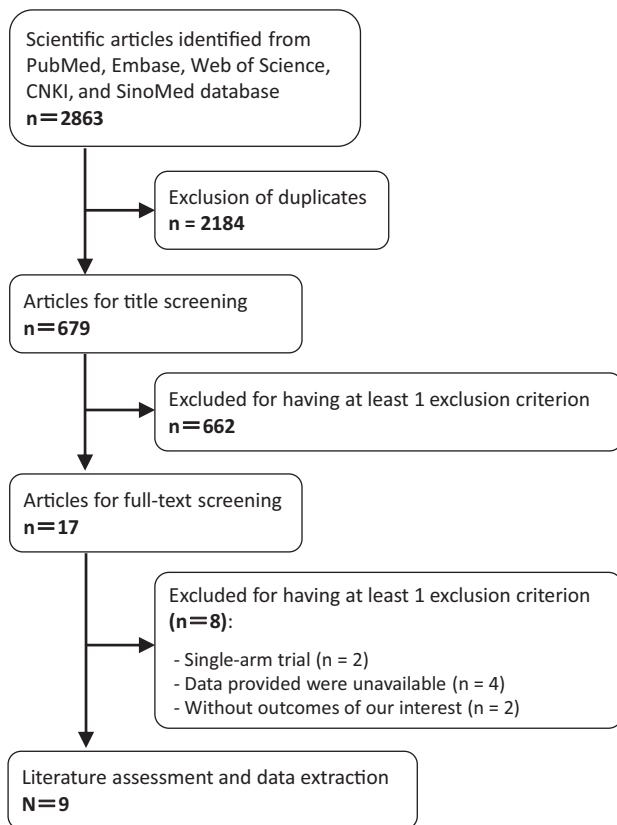 Scientific articles identified from
PubMed, Embase, Web of Science,
CNKI, and SinoMed database
n=2863
Exclusion of duplicates
n = 2184
Articles for title screening
n=679
Excluded for having at least 1 exclusion criterion
n=662
Articles for full-text screening
n=17
Excluded for having at least 1 exclusion criterion
(n=8):
- Single-arm trial (n = 2)
- Data provided were unavailable (n = 4)
- Without outcomes of our interest (n = 2)
Literature assessment and data extraction
N=9